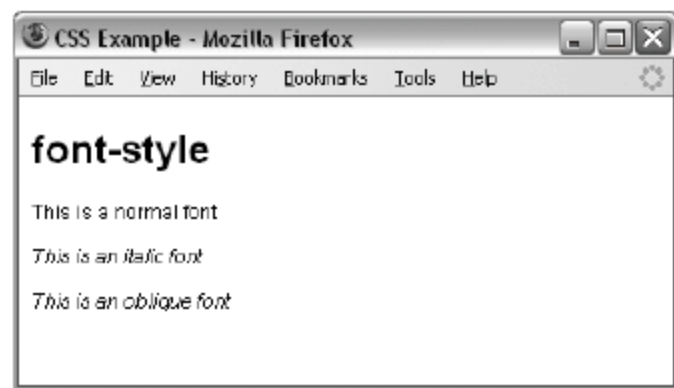 CSS Example - Mozilla Firefox
File Edit View History Bookmarks Tools Help
font-style
This is a normal font
This is an italic font
This is an oblique font